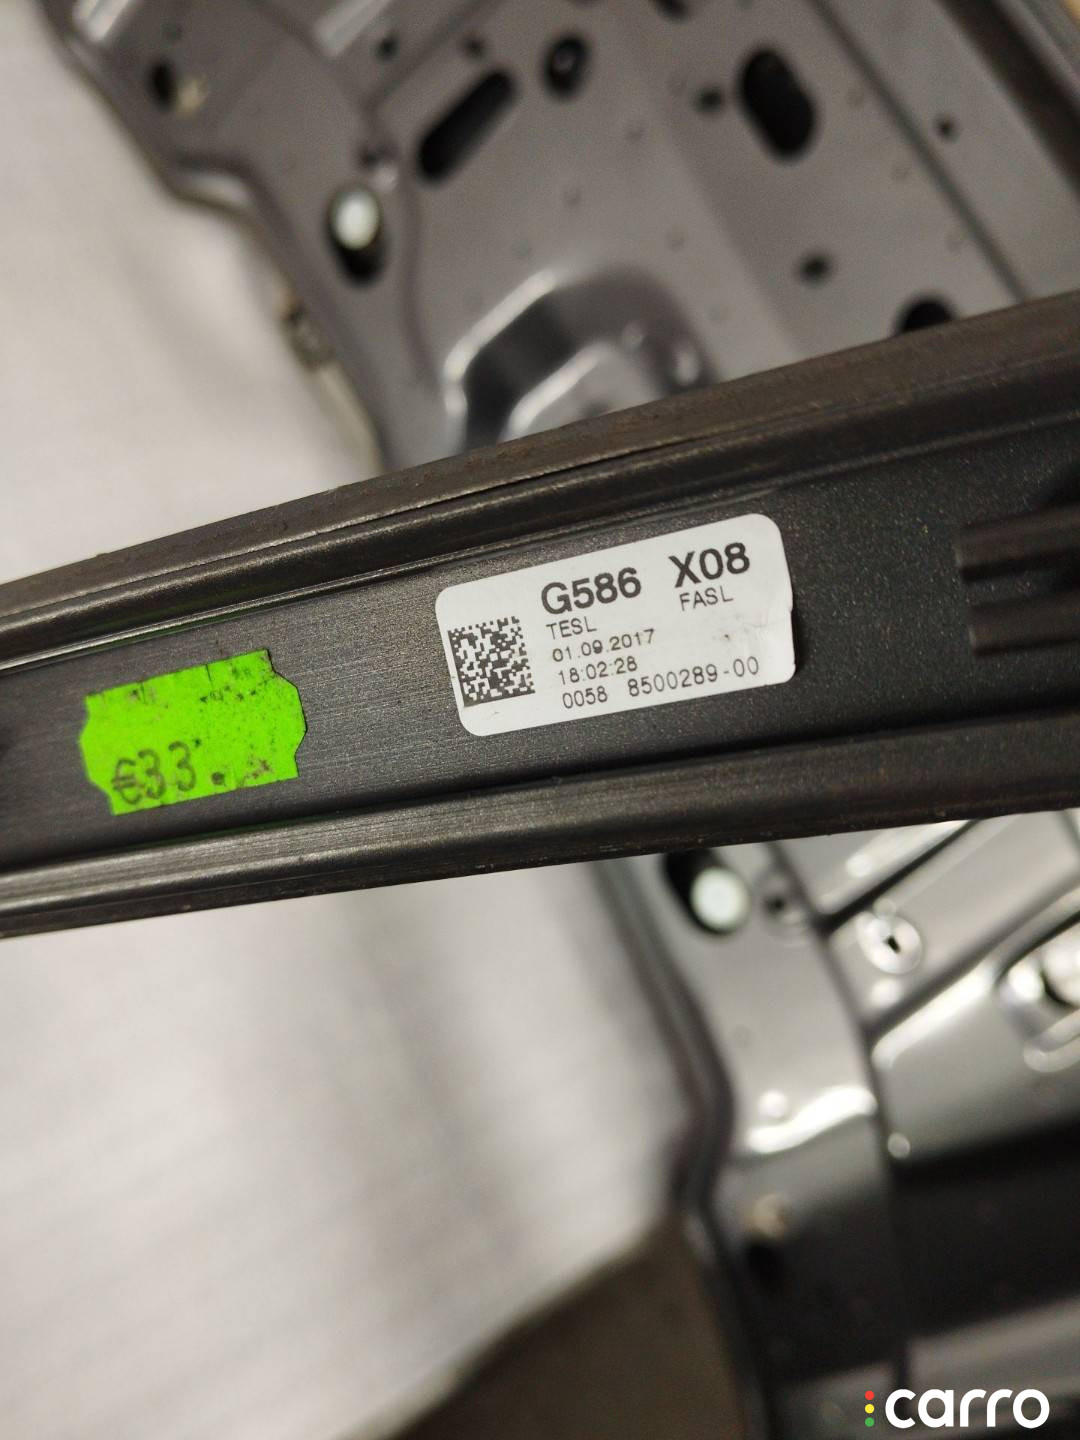 G586 X08
TESL FASL
01.09.2017
18:02:28
0058 8500289-00
€33.
carro